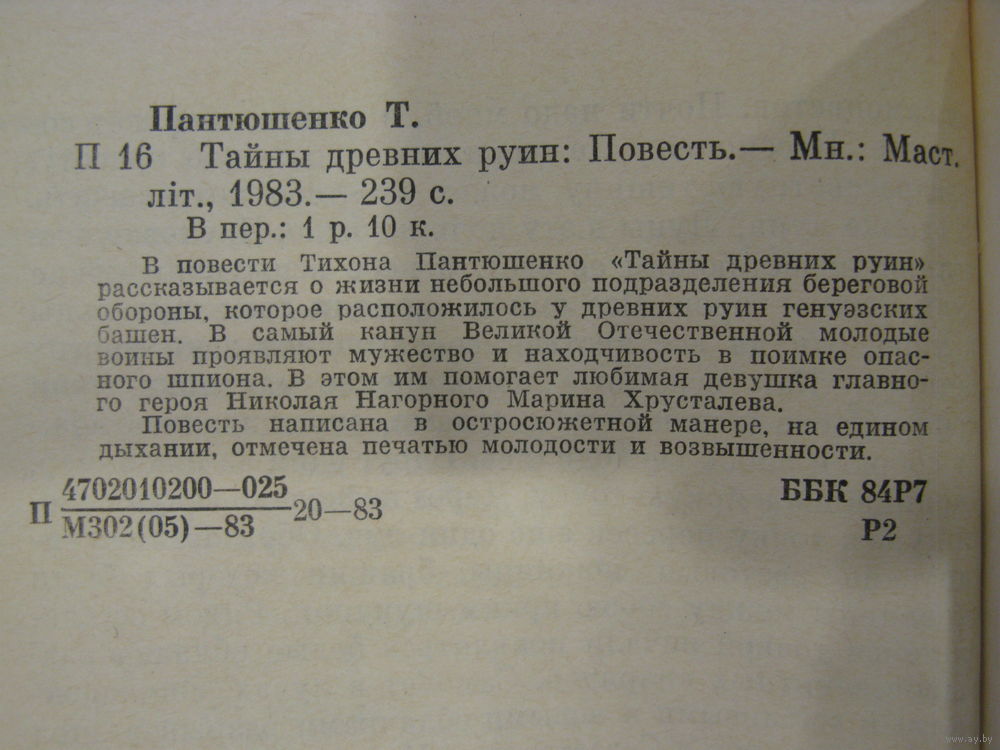 Пантюшенко Т.
П 16 Тайны древних руин: Повесть.— Мн.: Маст.
літ., 1983.— 239 с.
В пер.: 1 р. 10 к.
В повести Тихона Пантюшенко «Тайны древних руин»
рассказывается о жизни небольшого подразделения береговой
обороны, которое расположилось у древних руин генуэзских
башен. В самый канун Великой Отечественной молодые
воины проявляют мужество и находчивость в поимке опас-
ного шпиона. В этом им помогает любимая девушка главно-
го героя Николая Нагорного Марина Хрусталева.
Повесть написана в остросюжетной манере, на едином
дыхании, отмечена печатью молодости и возвышенности.
П 4702010200—025
М302(05)—83 20—83
ББК 84Р7
Р2
www.ay.by